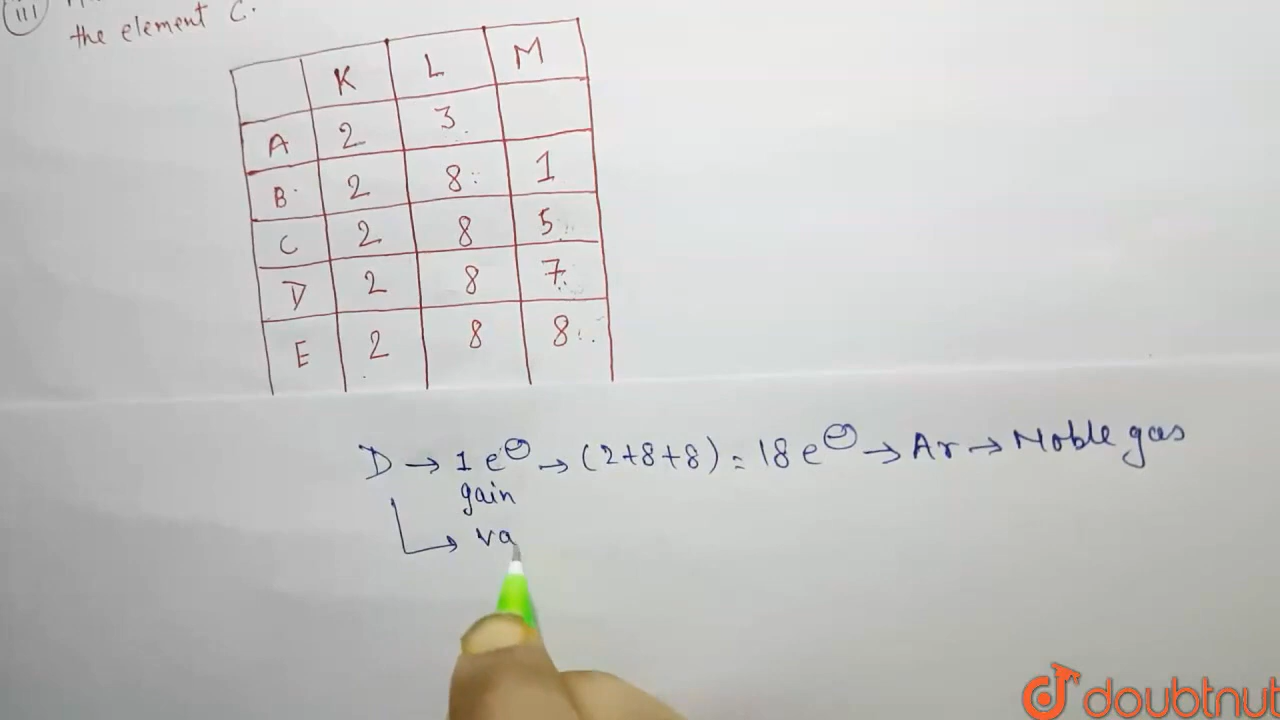 (iii)
the element C.
K L M
A 2 3
B 2 8 1
C 2 8 5
D 2 8 7
E 2 8 8
D → 1 e⊖ → (2+8+8) = 18 e⊖ → Ar → Noble gas
gain
→ va
doubtnut